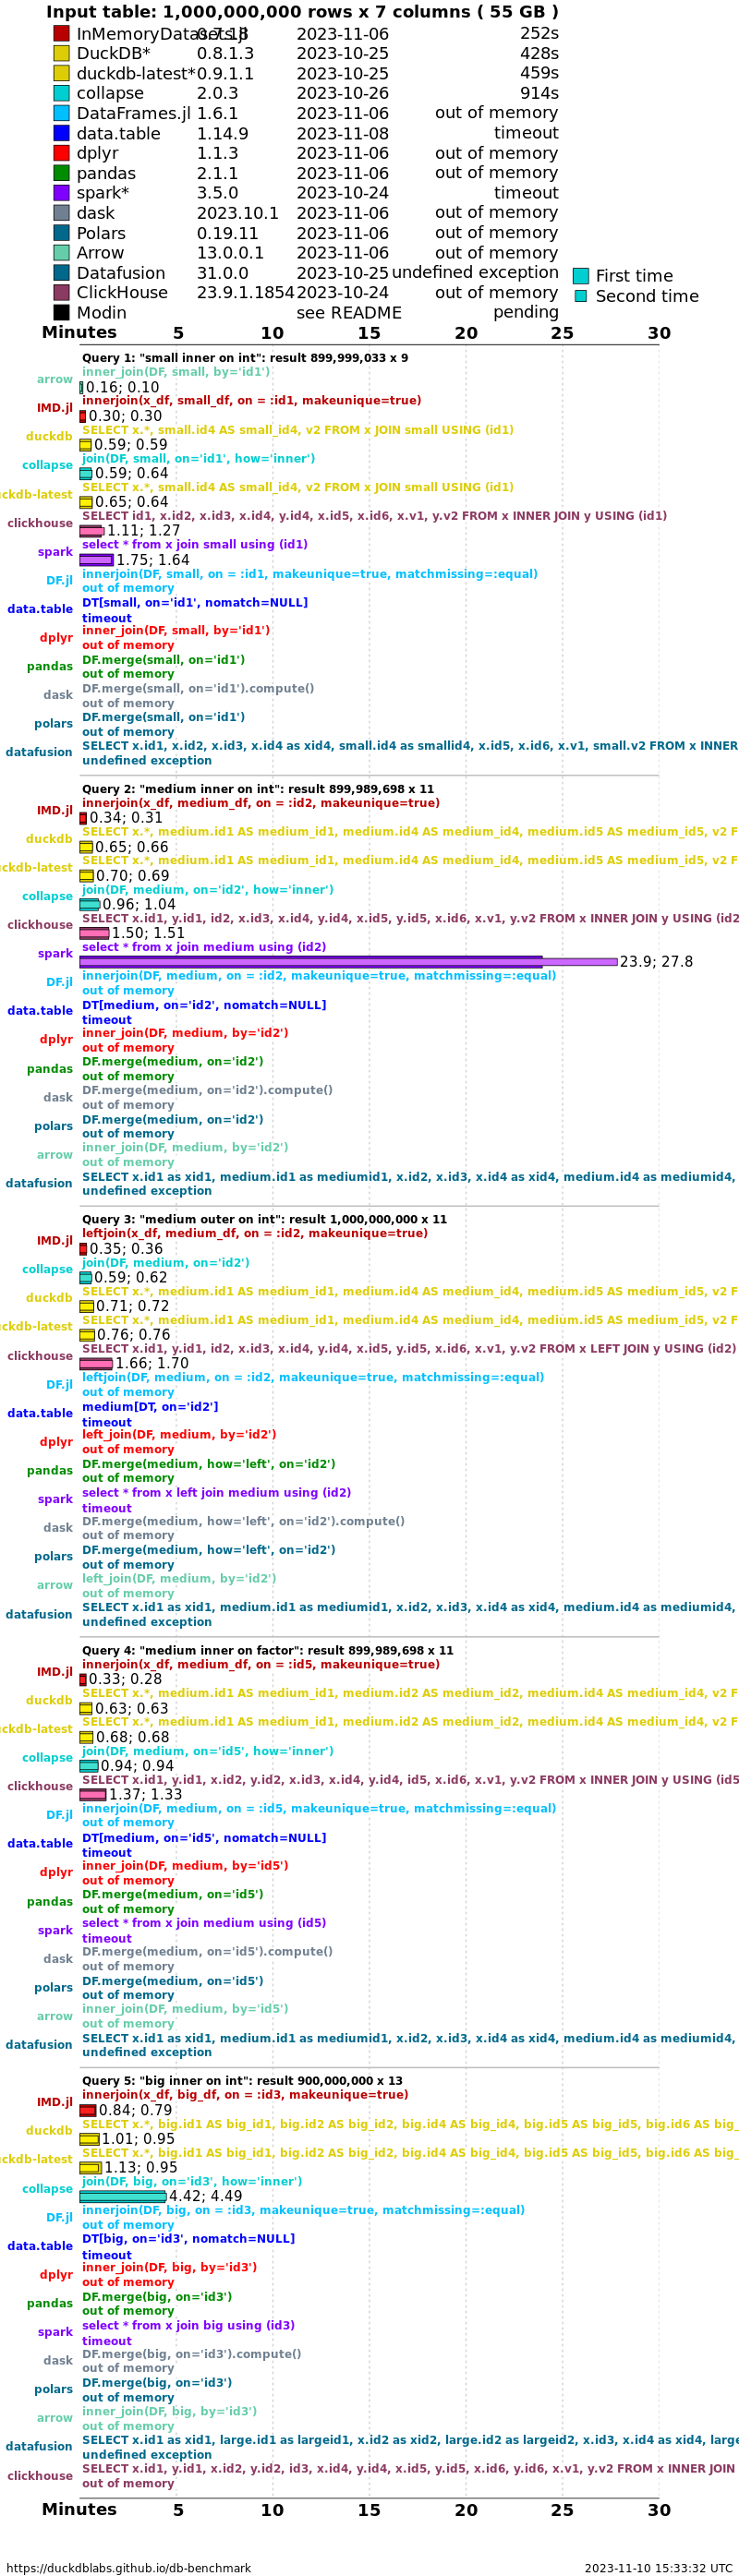 Input table: 1,000,000,000 rows x 7 columns ( 55 GB )
InMemoryDatasets.jl 0.7.18 2023-11-06 252s
DuckDB* 0.8.1.3 2023-10-25 428s
duckdb-latest* 0.9.1.1 2023-10-25 459s
collapse 2.0.3 2023-10-26 914s
DataFrames.jl 1.6.1 2023-11-06 out of memory
data.table 1.14.9 2023-11-08 timeout
dplyr 1.1.3 2023-11-06 out of memory
pandas 2.1.1 2023-11-06 out of memory
spark* 3.5.0 2023-10-24 timeout
dask 2023.10.1 2023-11-06 out of memory
Polars 0.19.11 2023-11-06 out of memory
Arrow 13.0.0.1 2023-11-06 out of memory
Datafusion 31.0.0 2023-10-25 undefined exception
ClickHouse 23.9.1.1854 2023-10-24 out of memory
Modin see README pending
First time
Second time
Minutes 5 10 15 20 25 30
Query 1: "small inner on int": result 899,999,033 x 9
arrow inner_join(DF, small, by='id1')
0.16; 0.10
IMD.jl innerjoin(x_df, small_df, on = :id1, makeunique=true)
0.30; 0.30
duckdb SELECT x.*, small.id4 AS small_id4, v2 FROM x JOIN small USING (id1)
0.59; 0.59
collapse join(DF, small, on='id1', how='inner')
0.59; 0.64
uckdb-latest SELECT x.*, small.id4 AS small_id4, v2 FROM x JOIN small USING (id1)
0.65; 0.64
clickhouse SELECT id1, x.id2, x.id3, x.id4, y.id4, x.id5, x.id6, x.v1, y.v2 FROM x INNER JOIN y USING (id1)
1.11; 1.27
spark select * from x join small using (id1)
1.75; 1.64
DF.jl innerjoin(DF, small, on = :id1, makeunique=true, matchmissing=:equal)
out of memory
data.table DT[small, on='id1', nomatch=NULL]
timeout
dplyr inner_join(DF, small, by='id1')
out of memory
pandas DF.merge(small, on='id1')
out of memory
dask DF.merge(small, on='id1').compute()
out of memory
polars DF.merge(small, on='id1')
out of memory
datafusion SELECT x.id1, x.id2, x.id3, x.id4 as xid4, small.id4 as smallid4, x.id5, x.id6, x.v1, small.v2 FROM x INNER
undefined exception
Query 2: "medium inner on int": result 899,989,698 x 11
IMD.jl innerjoin(x_df, medium_df, on = :id2, makeunique=true)
0.34; 0.31
duckdb SELECT x.*, medium.id1 AS medium_id1, medium.id4 AS medium_id4, medium.id5 AS medium_id5, v2 F
0.65; 0.66
uckdb-latest SELECT x.*, medium.id1 AS medium_id1, medium.id4 AS medium_id4, medium.id5 AS medium_id5, v2 F
0.70; 0.69
collapse join(DF, medium, on='id2', how='inner')
0.96; 1.04
clickhouse SELECT x.id1, y.id1, id2, x.id3, x.id4, y.id4, x.id5, y.id5, x.id6, x.v1, y.v2 FROM x INNER JOIN y USING (id2
1.50; 1.51
spark select * from x join medium using (id2)
23.9; 27.8
DF.jl innerjoin(DF, medium, on = :id2, makeunique=true, matchmissing=:equal)
out of memory
data.table DT[medium, on='id2', nomatch=NULL]
timeout
dplyr inner_join(DF, medium, by='id2')
out of memory
pandas DF.merge(medium, on='id2')
out of memory
dask DF.merge(medium, on='id2').compute()
out of memory
polars DF.merge(medium, on='id2')
out of memory
arrow inner_join(DF, medium, by='id2')
out of memory
datafusion SELECT x.id1 as xid1, medium.id1 as mediumid1, x.id2, x.id3, x.id4 as xid4, medium.id4 as mediumid4,
undefined exception
Query 3: "medium outer on int": result 1,000,000,000 x 11
IMD.jl leftjoin(x_df, medium_df, on = :id2, makeunique=true)
0.35; 0.36
collapse join(DF, medium, on='id2')
0.59; 0.62
duckdb SELECT x.*, medium.id1 AS medium_id1, medium.id4 AS medium_id4, medium.id5 AS medium_id5, v2 F
0.71; 0.72
uckdb-latest SELECT x.*, medium.id1 AS medium_id1, medium.id4 AS medium_id4, medium.id5 AS medium_id5, v2 F
0.76; 0.76
clickhouse SELECT x.id1, y.id1, id2, x.id3, x.id4, y.id4, x.id5, y.id5, x.id6, x.v1, y.v2 FROM x LEFT JOIN y USING (id2)
1.66; 1.70
DF.jl leftjoin(DF, medium, on = :id2, makeunique=true, matchmissing=:equal)
out of memory
data.table medium[DT, on='id2']
timeout
dplyr left_join(DF, medium, by='id2')
out of memory
pandas DF.merge(medium, how='left', on='id2')
out of memory
spark select * from x left join medium using (id2)
timeout
dask DF.merge(medium, how='left', on='id2').compute()
out of memory
polars DF.merge(medium, how='left', on='id2')
out of memory
arrow left_join(DF, medium, by='id2')
out of memory
datafusion SELECT x.id1 as xid1, medium.id1 as mediumid1, x.id2, x.id3, x.id4 as xid4, medium.id4 as mediumid4,
undefined exception
Query 4: "medium inner on factor": result 899,989,698 x 11
IMD.jl innerjoin(x_df, medium_df, on = :id5, makeunique=true)
0.33; 0.28
duckdb SELECT x.*, medium.id1 AS medium_id1, medium.id2 AS medium_id2, medium.id4 AS medium_id4, v2 F
0.63; 0.63
uckdb-latest SELECT x.*, medium.id1 AS medium_id1, medium.id2 AS medium_id2, medium.id4 AS medium_id4, v2 F
0.68; 0.68
collapse join(DF, medium, on='id5', how='inner')
0.94; 0.94
clickhouse SELECT x.id1, y.id1, x.id2, y.id2, x.id3, x.id4, y.id4, id5, x.id6, x.v1, y.v2 FROM x INNER JOIN y USING (id5
1.37; 1.33
DF.jl innerjoin(DF, medium, on = :id5, makeunique=true, matchmissing=:equal)
out of memory
data.table DT[medium, on='id5', nomatch=NULL]
timeout
dplyr inner_join(DF, medium, by='id5')
out of memory
pandas DF.merge(medium, on='id5')
out of memory
spark select * from x join medium using (id5)
timeout
dask DF.merge(medium, on='id5').compute()
out of memory
polars DF.merge(medium, on='id5')
out of memory
arrow inner_join(DF, medium, by='id5')
out of memory
datafusion SELECT x.id1 as xid1, medium.id1 as mediumid1, x.id2, x.id3, x.id4 as xid4, medium.id4 as mediumid4,
undefined exception
Query 5: "big inner on int": result 900,000,000 x 13
IMD.jl innerjoin(x_df, big_df, on = :id3, makeunique=true)
0.84; 0.79
duckdb SELECT x.*, big.id1 AS big_id1, big.id2 AS big_id2, big.id4 AS big_id4, big.id5 AS big_id5, big.id6 AS big_
1.01; 0.95
uckdb-latest SELECT x.*, big.id1 AS big_id1, big.id2 AS big_id2, big.id4 AS big_id4, big.id5 AS big_id5, big.id6 AS big_
1.13; 0.95
collapse join(DF, big, on='id3', how='inner')
4.42; 4.49
DF.jl innerjoin(DF, big, on = :id3, makeunique=true, matchmissing=:equal)
out of memory
data.table DT[big, on='id3', nomatch=NULL]
timeout
dplyr inner_join(DF, big, by='id3')
out of memory
pandas DF.merge(big, on='id3')
out of memory
spark select * from x join big using (id3)
timeout
dask DF.merge(big, on='id3').compute()
out of memory
polars DF.merge(big, on='id3')
out of memory
arrow inner_join(DF, big, by='id3')
out of memory
datafusion SELECT x.id1 as xid1, large.id1 as largeid1, x.id2 as xid2, large.id2 as largeid2, x.id3, x.id4 as xid4, large
undefined exception
clickhouse SELECT x.id1, y.id1, x.id2, y.id2, id3, x.id4, y.id4, x.id5, y.id5, x.id6, y.id6, x.v1, y.v2 FROM x INNER JOIN
out of memory
Minutes 5 10 15 20 25 30
https://duckdblabs.github.io/db-benchmark 2023-11-10 15:33:32 UTC